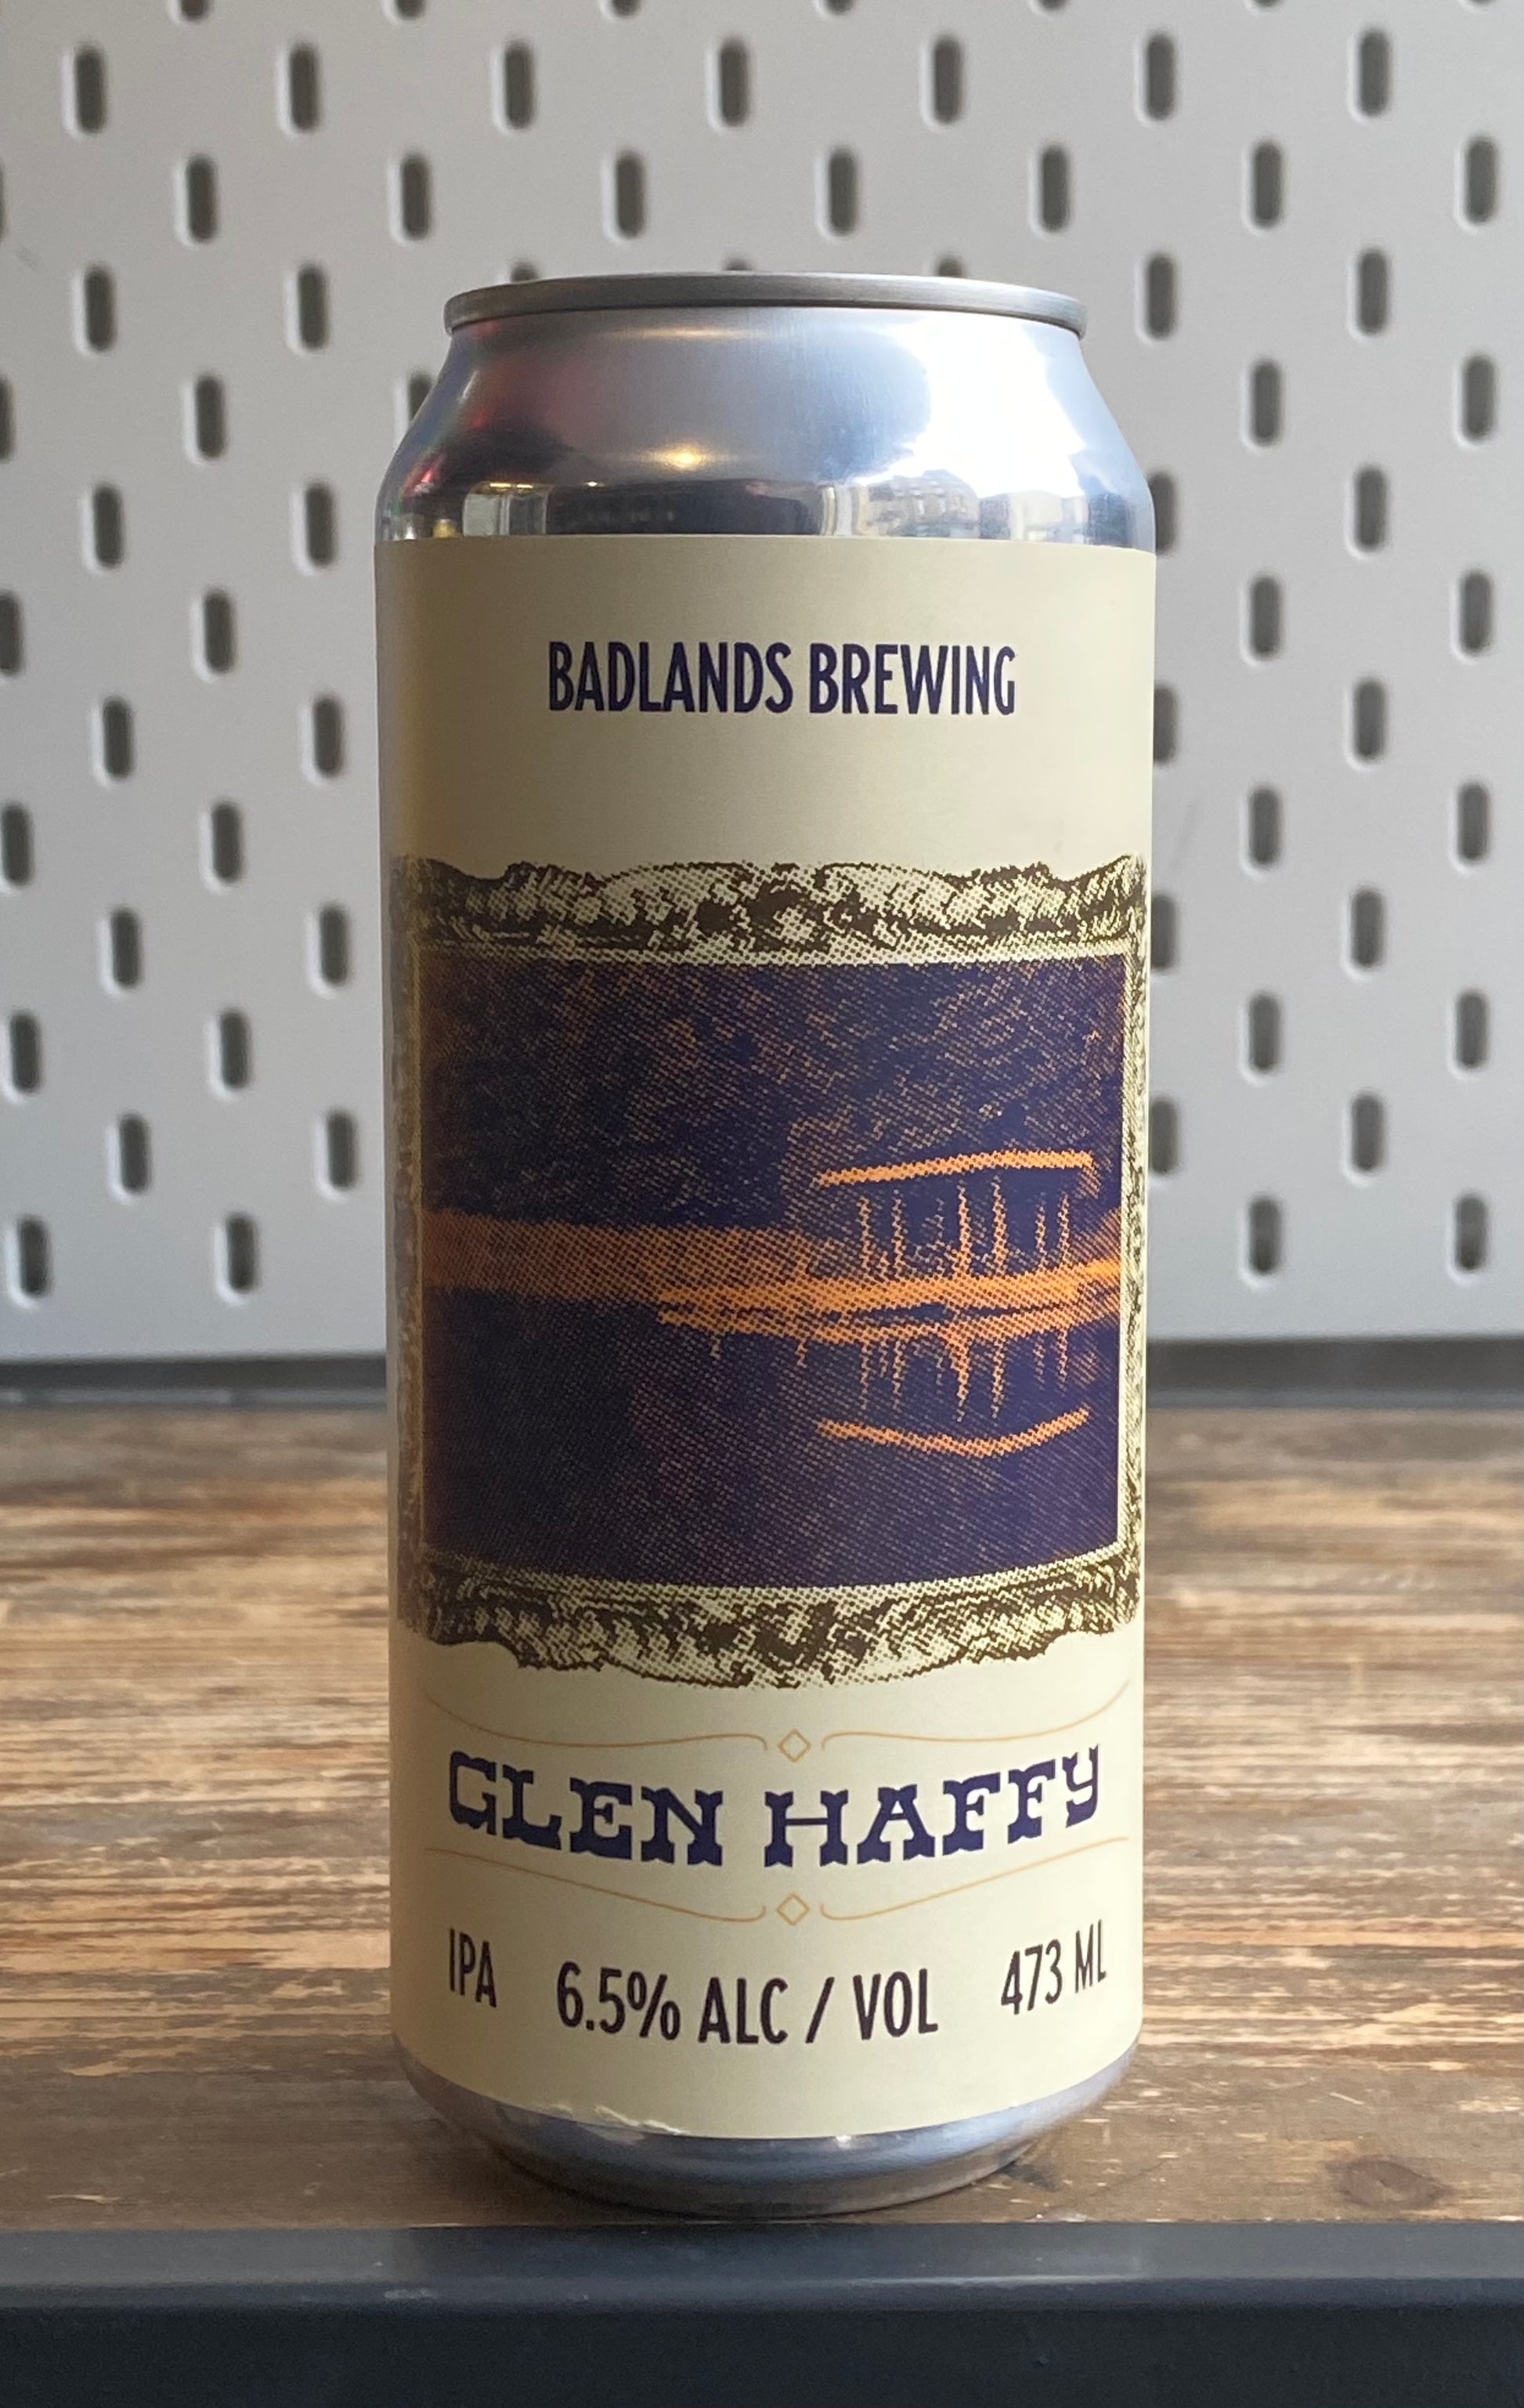 BADLANDS BREWING
GLEN HAFFY
IPA 6.5% ALC / VOL 473 ML